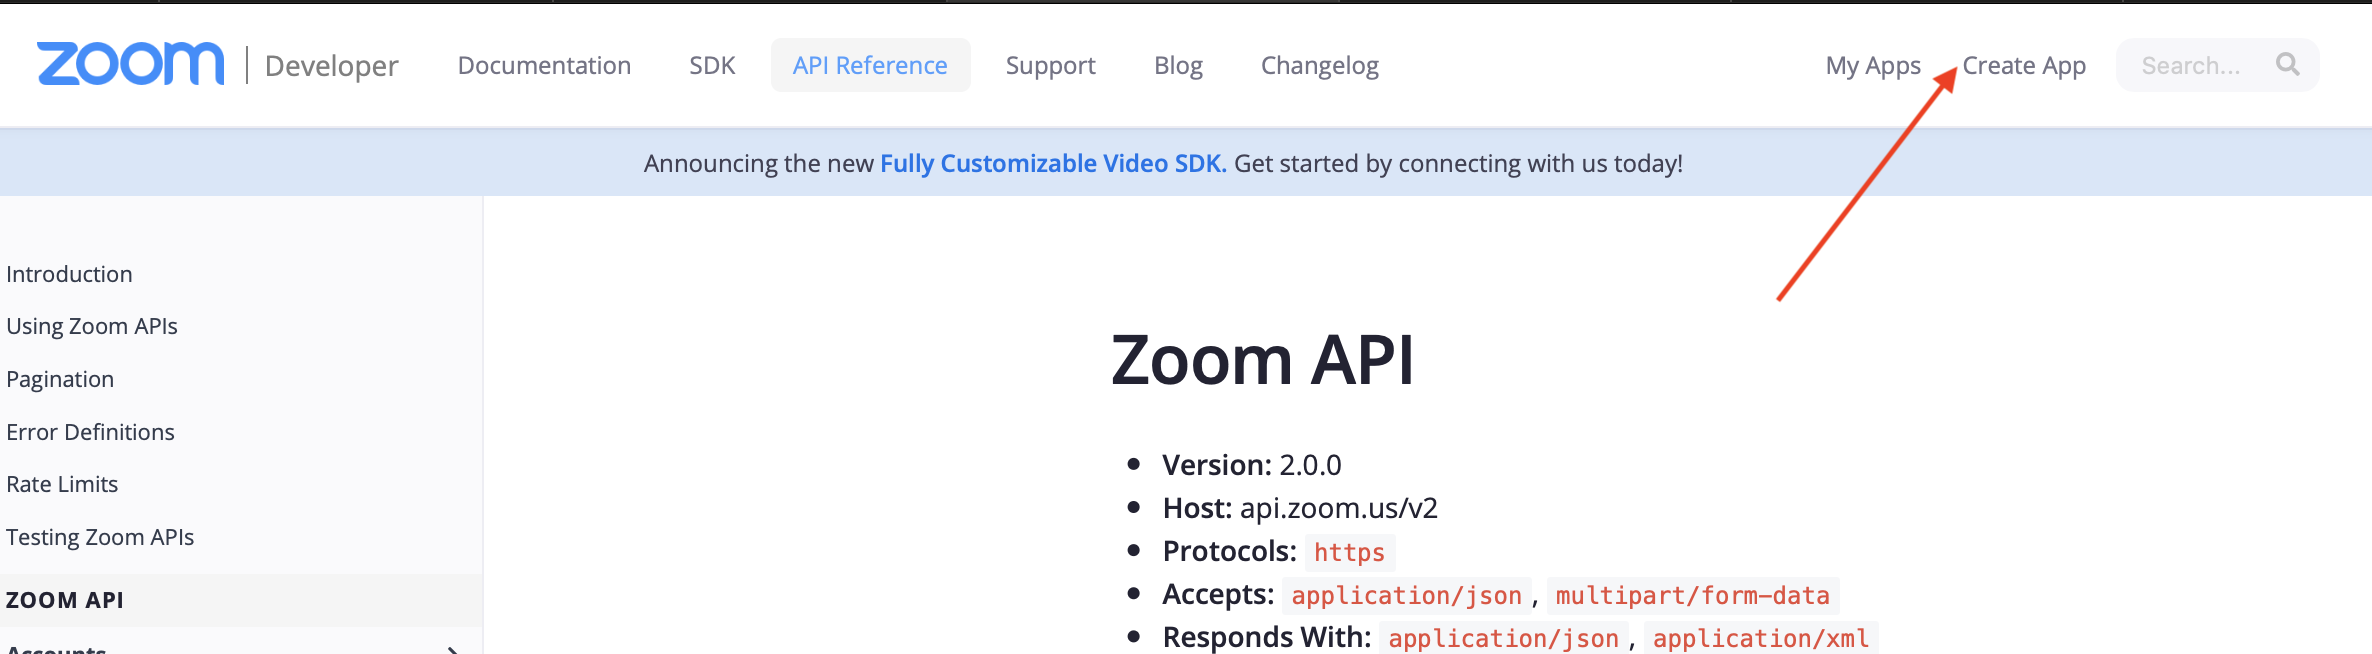 zoom | Developer Documentation SDK API Reference Support Blog Changelog My Apps Create App Search...
Announcing the new Fully Customizable Video SDK. Get started by connecting with us today!
Introduction
Using Zoom APIs
Pagination
Error Definitions
Rate Limits
Testing Zoom APIs
ZOOM API
Accounts
Zoom API
Version: 2.0.0
Host: api.zoom.us/v2
Protocols: https
Accepts: application/json, multipart/form-data
Responds With: application/json, application/xml